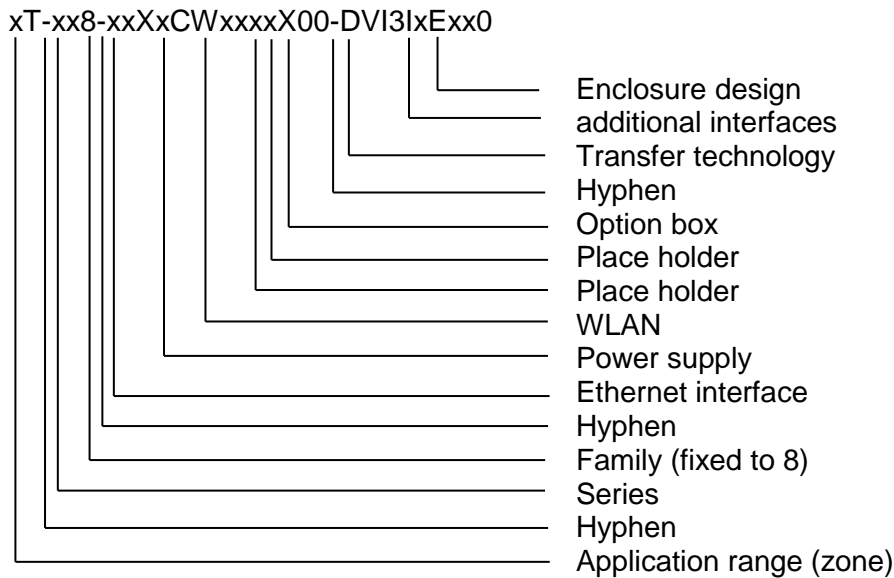 xT-xx8-xxXxCWxxxxX00-DVI3IxExx0
Enclosure design
additional interfaces
Transfer technology
Hyphen
Option box
Place holder
Place holder
WLAN
Power supply
Ethernet interface
Hyphen
Family (fixed to 8)
Series
Hyphen
Application range (zone)